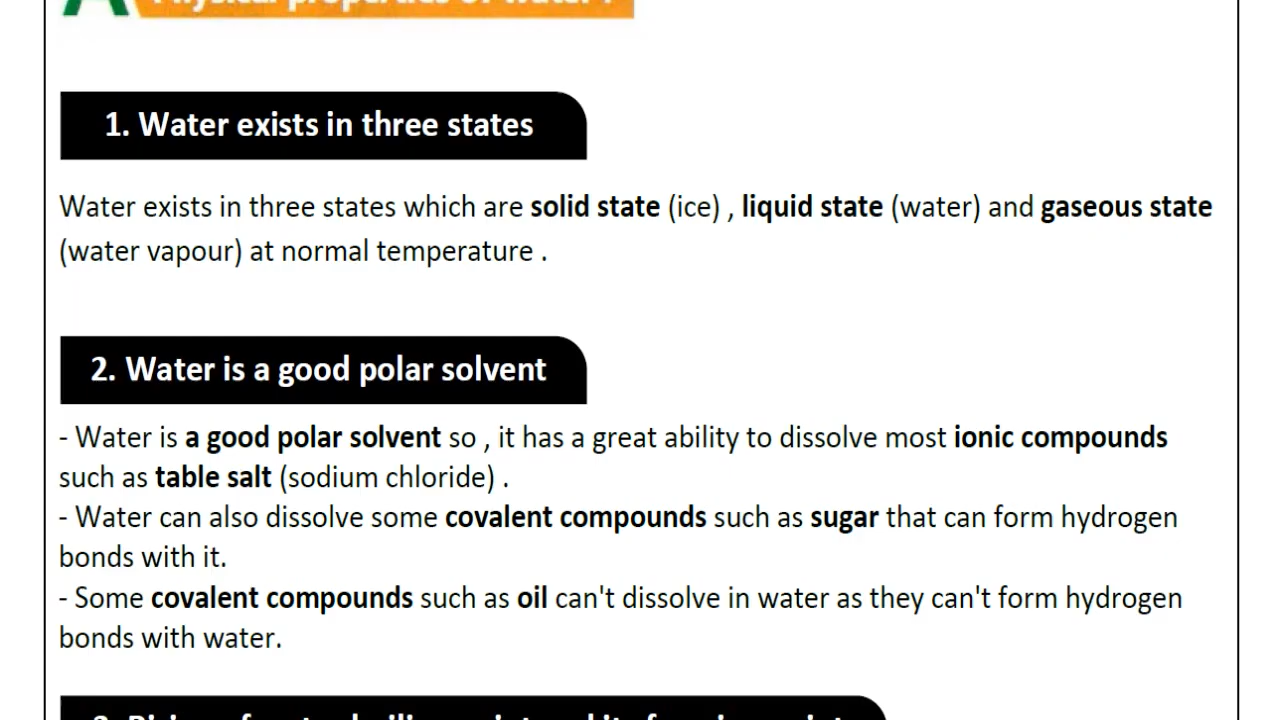 A Physical properties of water :
1. Water exists in three states
Water exists in three states which are solid state (ice) , liquid state (water) and gaseous state
(water vapour) at normal temperature .
2. Water is a good polar solvent
- Water is a good polar solvent so , it has a great ability to dissolve most ionic compounds
such as table salt (sodium chloride) .
- Water can also dissolve some covalent compounds such as sugar that can form hydrogen
bonds with it.
- Some covalent compounds such as oil can't dissolve in water as they can't form hydrogen
bonds with water.